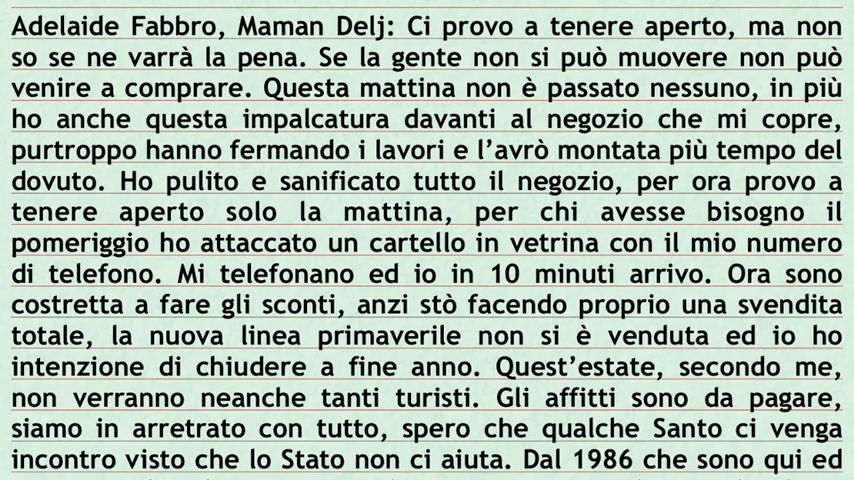 Adelaide Fabbro, Maman Delj: Ci provo a tenere aperto, ma non
so se ne varrà la pena. Se la gente non si può muovere non può
venire a comprare. Questa mattina non è passato nessuno, in più
ho anche questa impalcatura davanti al negozio che mi copre,
purtroppo hanno fermando i lavori e l’avrò montata più tempo del
dovuto. Ho pulito e sanificato tutto il negozio, per ora provo a
tenere aperto solo la mattina, per chi avesse bisogno il
pomeriggio ho attaccato un cartello in vetrina con il mio numero
di telefono. Mi telefonano ed io in 10 minuti arrivo. Ora sono
costretta a fare gli sconti, anzi stò facendo proprio una svendita
totale, la nuova linea primaverile non si è venduta ed io ho
intenzione di chiudere a fine anno. Quest’estate, secondo me,
non verranno neanche tanti turisti. Gli affitti sono da pagare,
siamo in arretrato con tutto, spero che qualche Santo ci venga
incontro visto che lo Stato non ci aiuta. Dal 1986 che sono qui ed